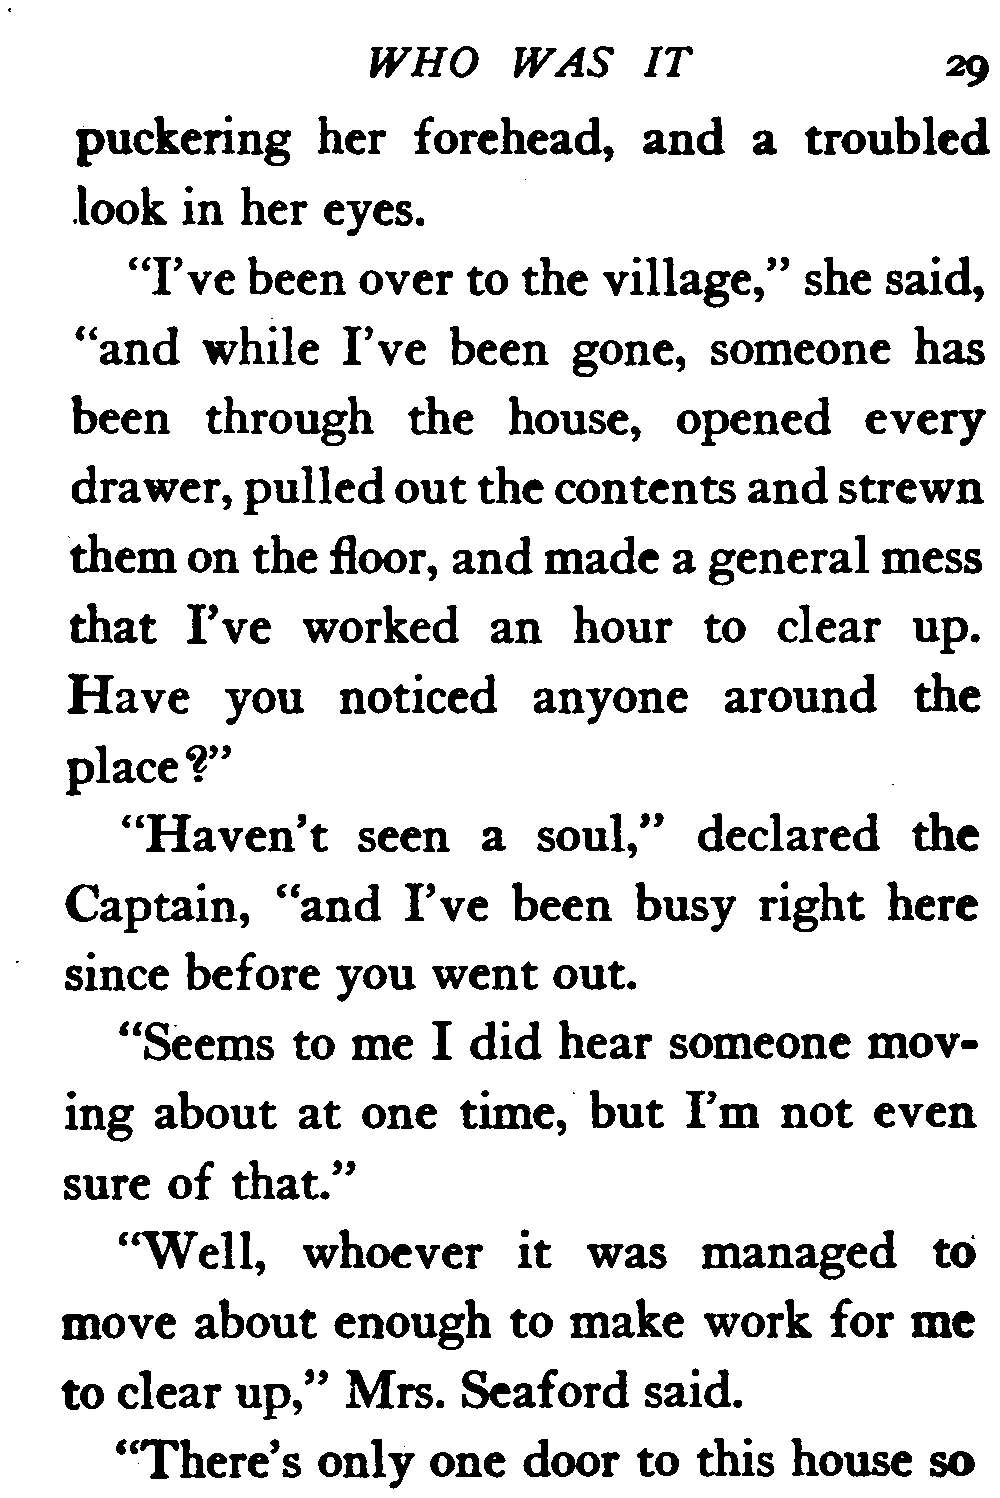 WHO WAS IT 29
puckering her forehead, and a troubled
look in her eyes.
"I've been over to the village," she said,
"and while I've been gone, someone has
been through the house, opened every
drawer, pulled out the contents and strewn
them on the floor, and made a general mess
that I've worked an hour to clear up.
Have you noticed anyone around the
place?"
"Haven't seen a soul," declared the
Captain, "and I've been busy right here
since before you went out.
"Seems to me I did hear someone mov-
ing about at one time, but I'm not even
sure of that."
"Well, whoever it was managed to
move about enough to make work for me
to clear up," Mrs. Seaford said.
"There's only one door to this house so